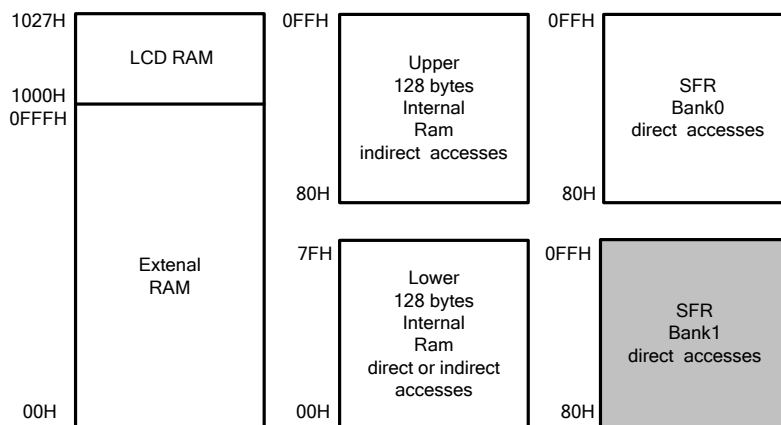 1027H
LCD RAM
1000H
0FFFH
Extenal
RAM
00H
0FFH
Upper
128 bytes
Internal
Ram
indirect accesses
80H
7FH
Lower
128 bytes
Internal
Ram
direct or indirect
accesses
00H
0FFH
SFR
Bank0
direct accesses
80H
0FFH
SFR
Bank1
direct accesses
80H